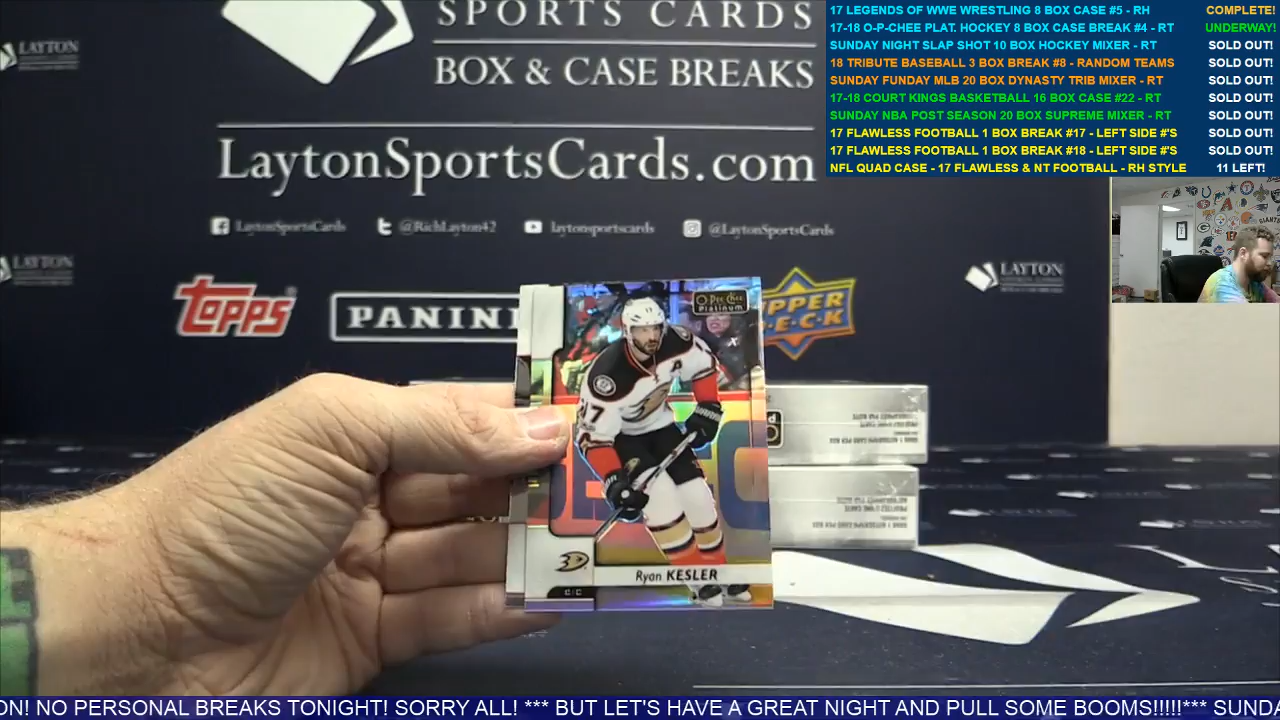 SPORTS CARDS
BOX & CASE BREAKS
LaytonSportsCards.com
LaytonSportsCards
@RichLayton42
laytonsportscards
@LaytonSportsCards
LAYTON
LAYTON
LAYTON
TOPPS
PANINI
UPPER DECK
17 LEGENDS OF WWE WRESTLING 8 BOX CASE #5 - RH COMPLETE!
17-18 O-P-CHEE PLAT. HOCKEY 8 BOX CASE BREAK #4 - RT UNDERWAY!
SUNDAY NIGHT SLAP SHOT 10 BOX HOCKEY MIXER - RT SOLD OUT!
18 TRIBUTE BASEBALL 3 BOX BREAK #8 - RANDOM TEAMS SOLD OUT!
SUNDAY FUNDAY MLB 20 BOX DYNASTY TRIB MIXER - RT SOLD OUT!
17-18 COURT KINGS BASKETBALL 16 BOX CASE #22 - RT SOLD OUT!
SUNDAY NBA POST SEASON 20 BOX SUPREME MIXER - RT SOLD OUT!
17 FLAWLESS FOOTBALL 1 BOX BREAK #17 - LEFT SIDE #'S SOLD OUT!
17 FLAWLESS FOOTBALL 1 BOX BREAK #18 - LEFT SIDE #'S SOLD OUT!
NFL QUAD CASE - 17 FLAWLESS & NT FOOTBALL - RH STYLE 11 LEFT!
O-Pee-Chee
Platinum
17
A
Ryan KESLER
C/C
ON! NO PERSONAL BREAKS TONIGHT! SORRY ALL! *** BUT LET'S HAVE A GREAT NIGHT AND PULL SOME BOOMS!!!!!*** SUNDA